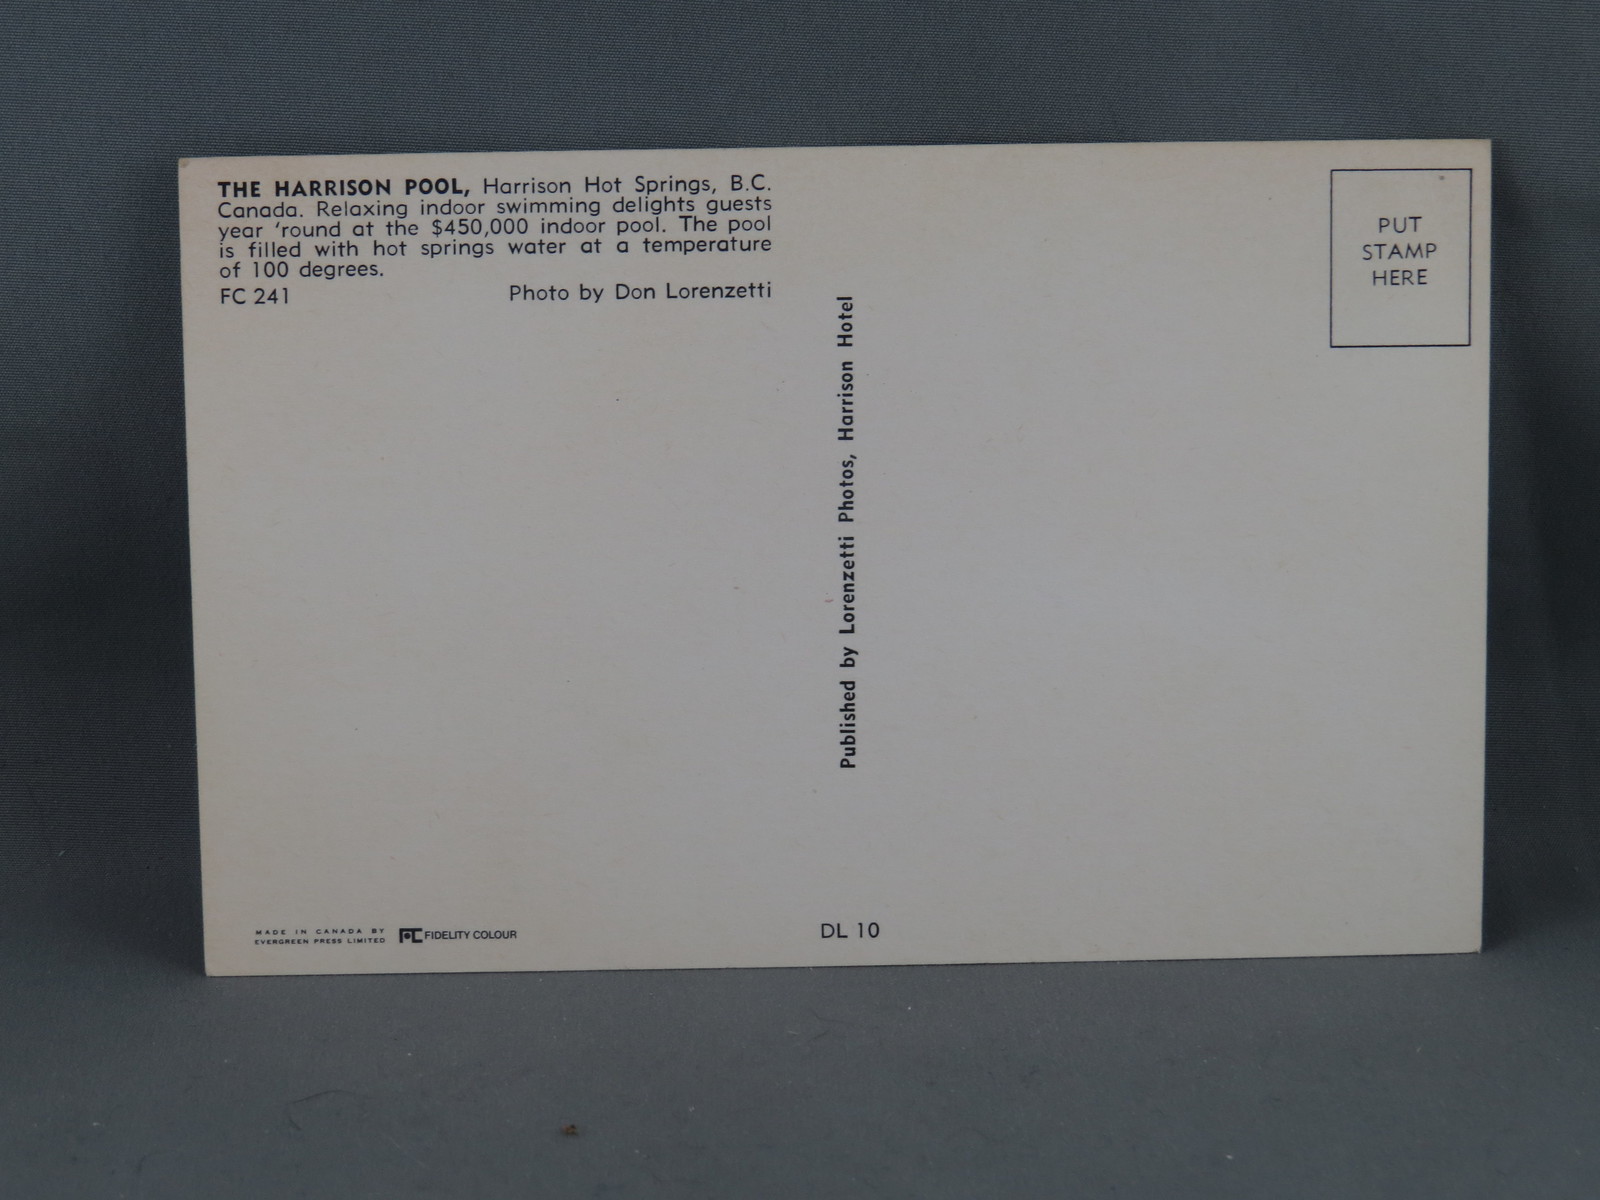 THE HARRISON POOL, Harrison Hot Springs, B.C.
Canada. Relaxing indoor swimming delights guests
year 'round at the $450,000 indoor pool. The pool
is filled with hot springs water at a temperature
of 100 degrees.
FC 241 Photo by Don Lorenzetti
Published by Lorenzetti Photos, Harrison Hotel
PUT
STAMP
HERE
MADE IN CANADA BY
EVERGREEN PRESS LIMITED
FC FIDELITY COLOUR
DL 10